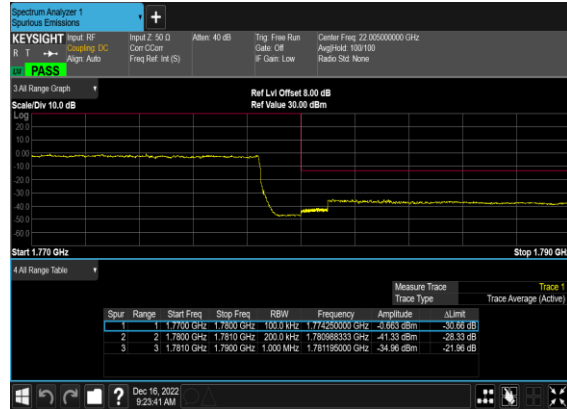 Spectrum Analyzer 1
Spurious Emissions
KEYSIGHT Input: RF Input Z: 50 Ω Atten: 40 dB Trig: Free Run Center Freq: 22.005000000 GHz
R T Coupling: DC Corr CCorr Gate: Off Avg|Hold: 100/100
Align: Auto Freq Ref: Int (S) IF Gain: Low Radio Std: None
PASS
3 All Range Graph
Ref Lvl Offset 8.00 dB
Scale/Div 10.0 dB Ref Value 30.00 dBm
Log
20.0
10.0
0.00
-10.0
-20.0
-30.0
-40.0
-50.0
-60.0
Start 1.770 GHz Stop 1.790 GHz
4 All Range Table
Measure Trace Trace 1
Trace Type Trace Average (Active)
Spur Range Start Freq Stop Freq RBW Frequency Amplitude ΔLimit
1 1 1.7700 GHz 1.7800 GHz 100.0 kHz 1.774250000 GHz -0.663 dBm -30.66 dB
2 2 1.7800 GHz 1.7810 GHz 200.0 kHz 1.780988333 GHz -41.33 dBm -28.33 dB
3 3 1.7810 GHz 1.7900 GHz 1.000 MHz 1.781195000 GHz -34.96 dBm -21.96 dB
? Dec 16, 2022
9:23:41 AM